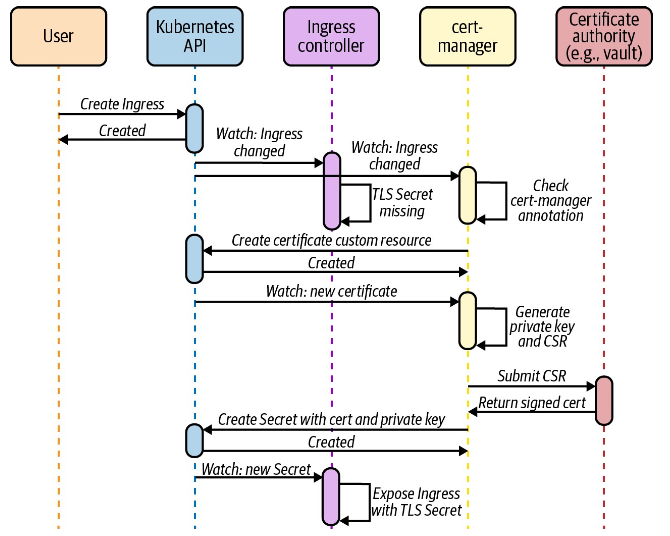 User
Kubernetes
API
Ingress
controller
cert-
manager
Certificate
authority
(e.g., vault)
Create Ingress
Created
Watch: Ingress
changed
Watch: Ingress
changed
TLS Secret
missing
Check
cert-manager
annotation
Create certificate custom resource
Created
Watch: new certificate
Generate
private key
and CSR
Submit CSR
Return signed cert
Create Secret with cert and private key
Created
Watch: new Secret
Expose Ingress
with TLS Secret